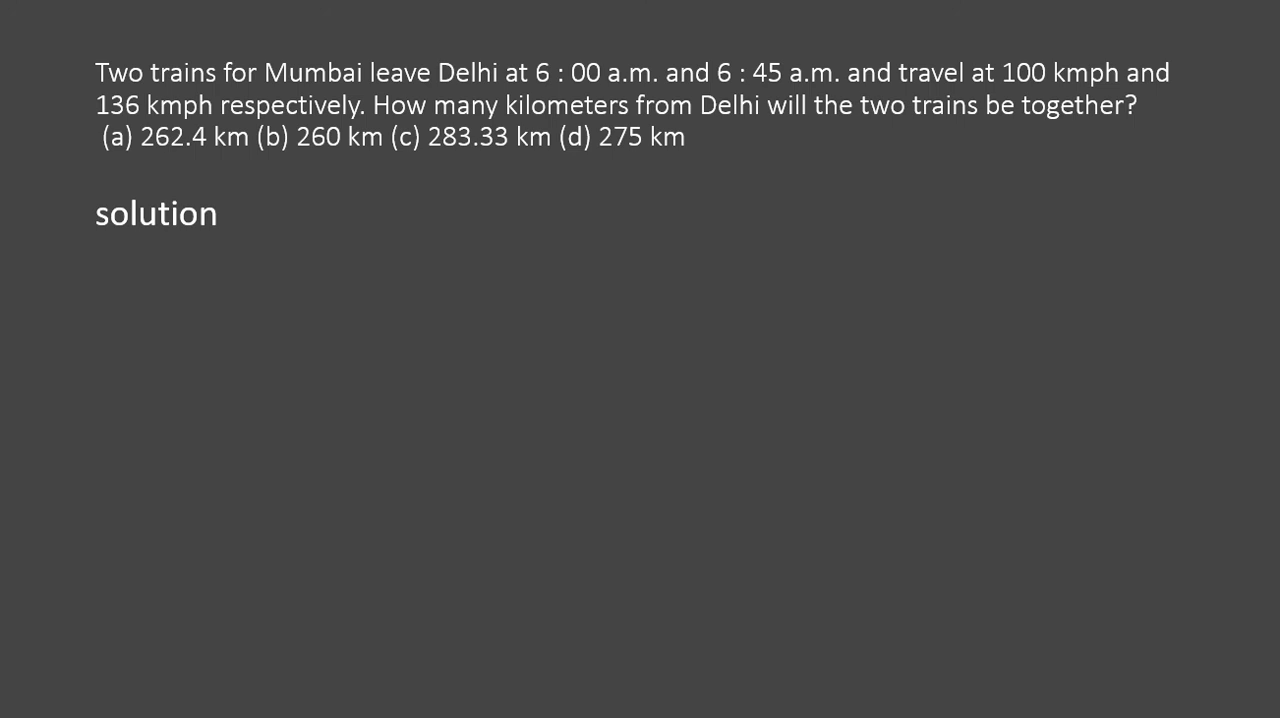 Two trains for Mumbai leave Delhi at 6 : 00 a.m. and 6 : 45 a.m. and travel at 100 kmph and
136 kmph respectively. How many kilometers from Delhi will the two trains be together?
(a) 262.4 km (b) 260 km (c) 283.33 km (d) 275 km
solution